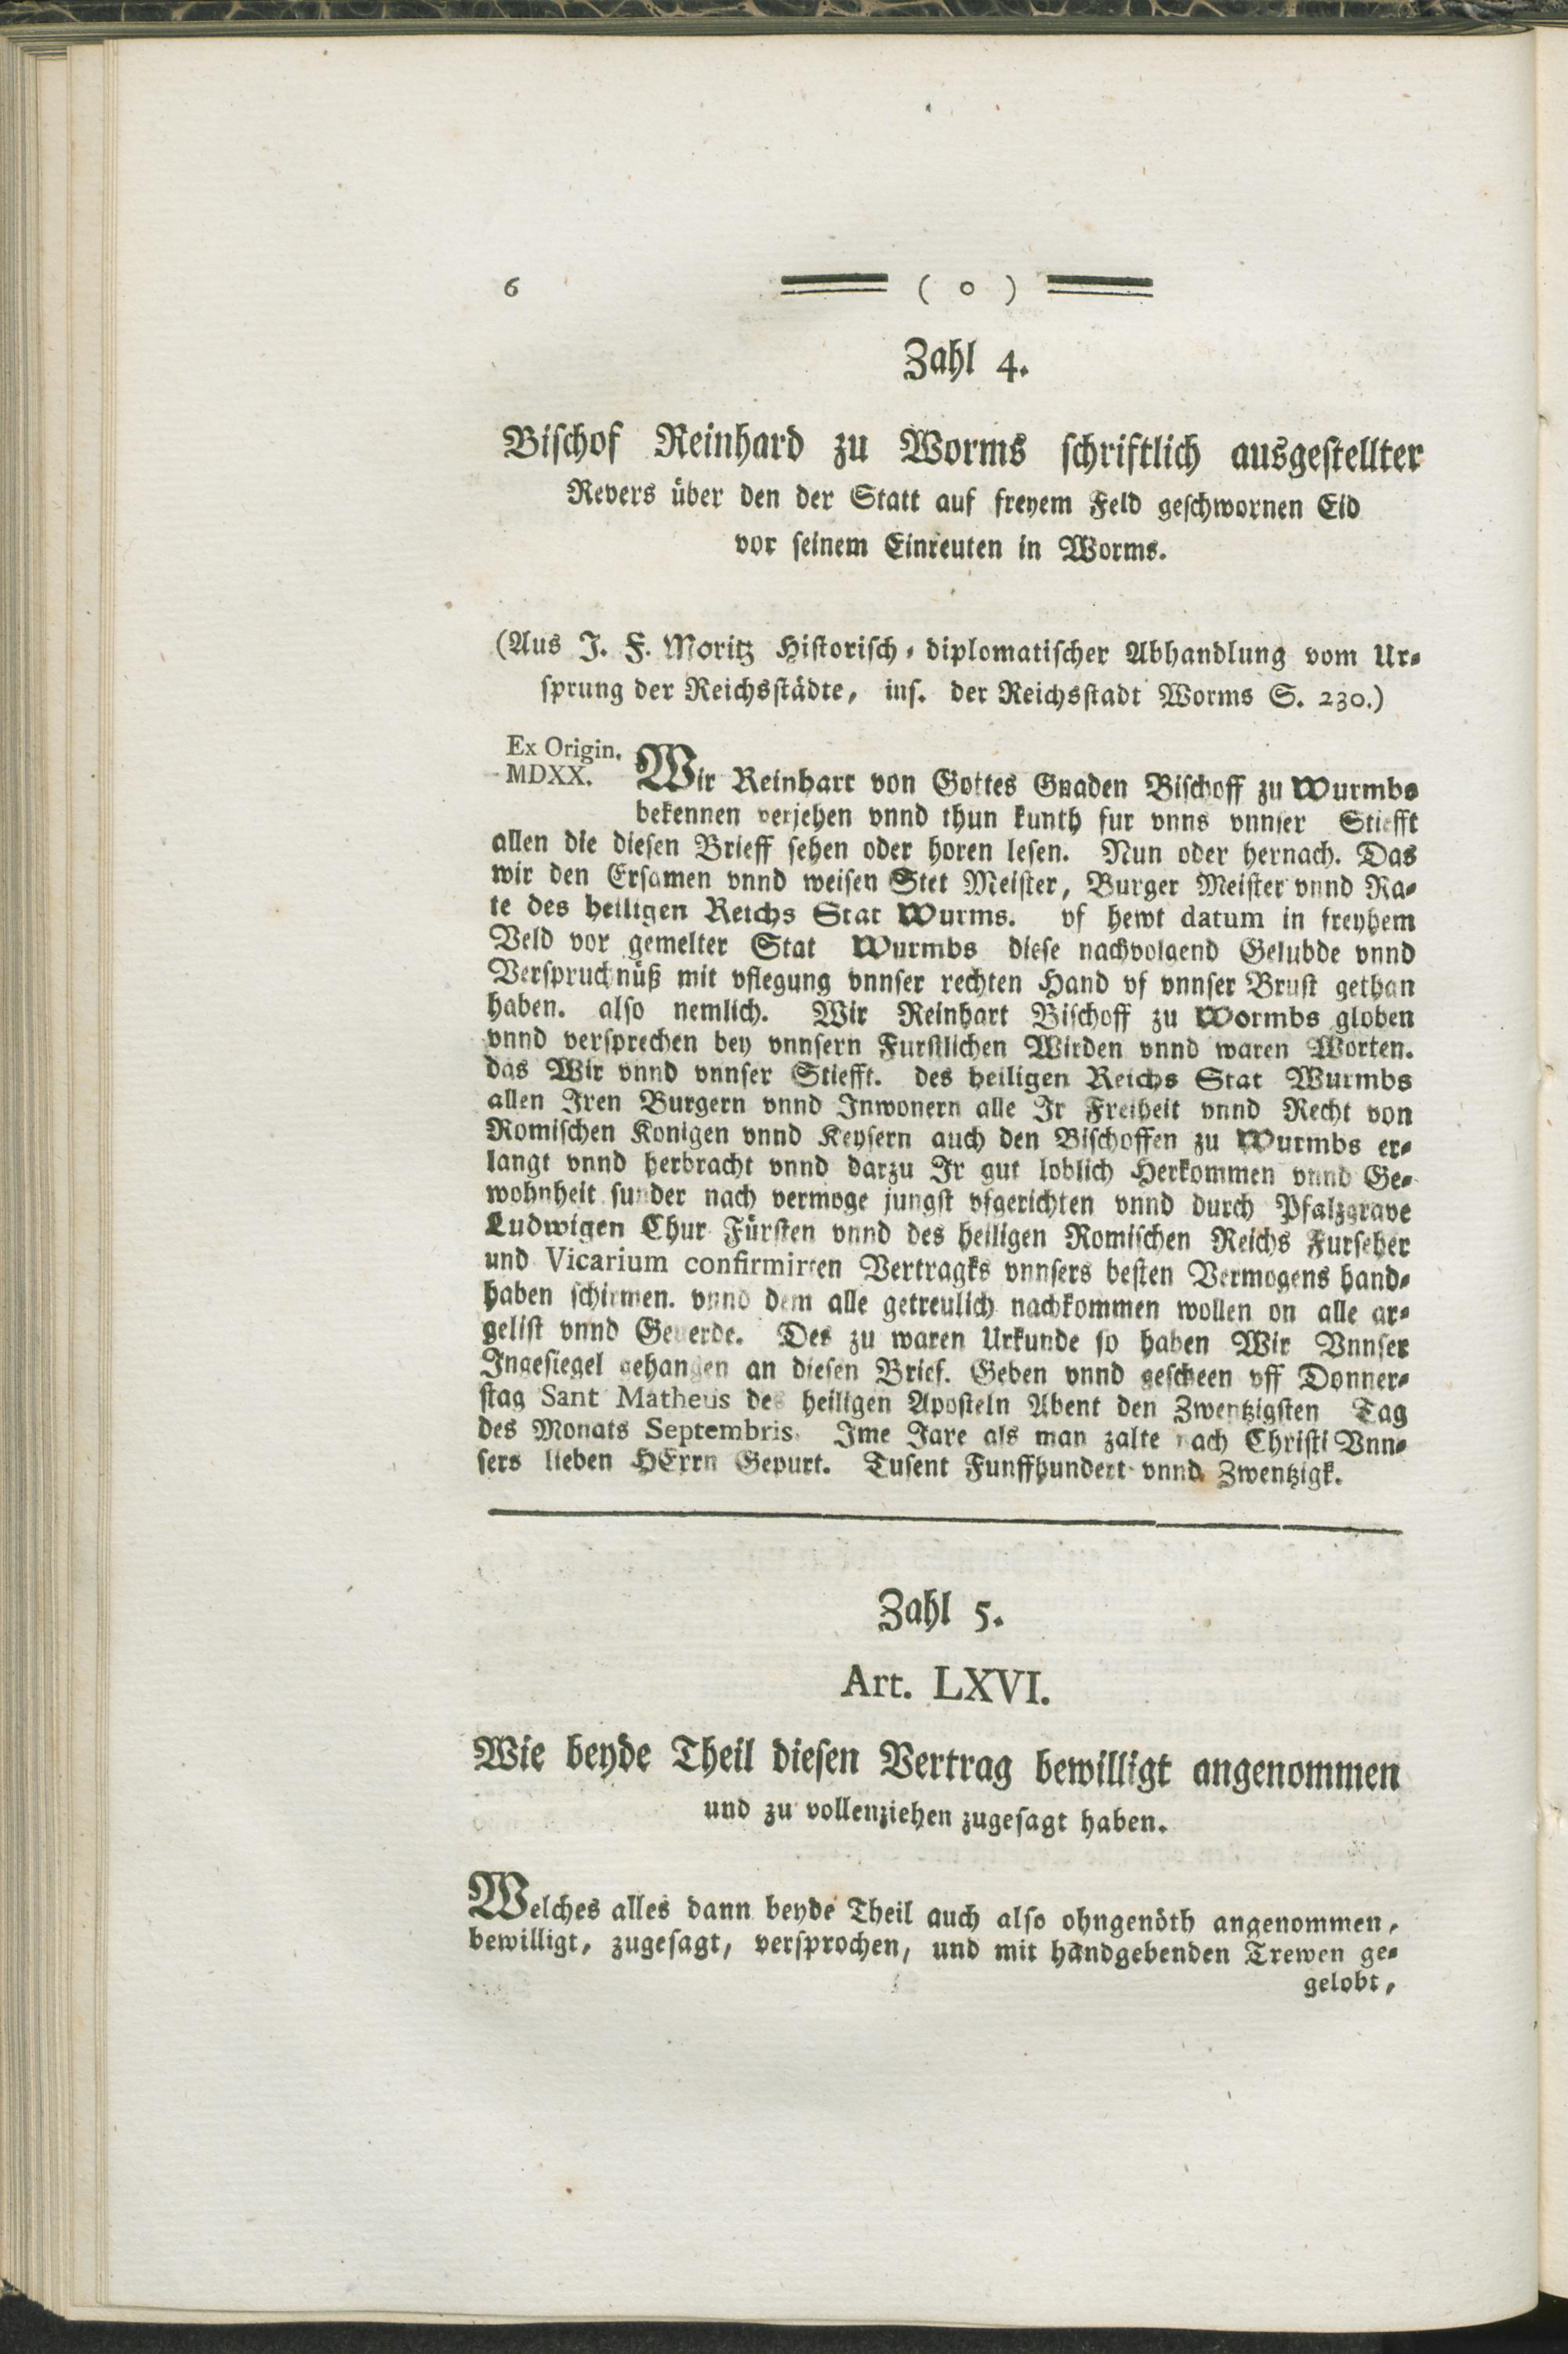 6 ( o )
Zahl 4.
Bischof Reinhard zu Worms schriftlich ausgestellter
Revers über den der Statt auf freyem Feld geschwornen Eid
vor seinem Einreuten in Worms.
(Aus J. F. Moritz Historisch-diplomatischer Abhandlung vom Ur-
sprung der Reichsstädte, ins. der Reichsstadt Worms S. 230.)
Ex Origin.
MDXX.
Wir Reinhart von Gottes Gnaden Bischoff zu Wurmbs
bekennen verjehen vnnd thun kunth fur vnns vnnser Stiefft
allen die diesen Brieff sehen oder horen lesen. Nun oder hernach. Das
wir den Ersamen vnnd weisen Stet Meister, Burger Meister vnnd Ra-
te des heiligen Reichs Stat Wurms. vf hewt datum in freyhem
Veld vor gemelter Stat Wurmbs diese nachvolgend Gelubde vnnd
Verspruchnüß mit vflegung vnnser rechten Hand vf vnnser Brust gethan
haben. also nemlich. Wir Reinhart Bischoff zu Wormbs globen
vnnd versprechen bey vnnsern Furstlichen Wirden vnnd waren Worten.
das Wir vnnd vnnser Stiefft. des heiligen Reichs Stat Wurmbs
allen Iren Burgern vnnd Inwonern alle Ir Freiheit vnnd Recht von
Romischen Konigen vnnd Keysern auch den Bischoffen zu Wurmbs er-
langt vnnd herbracht vnnd darzu Ir gut loblich Herkommen vnnd Ge-
wohnheit sunder nach vermoge jungst vfgerichten vnnd durch Pfalzgrave
Ludwigen Chur Fürsten vnnd des heiligen Romischen Reichs Furseher
und Vicarium confirmirten Vertragks vnnsers besten Vermogens hand-
haben schirmen. vnnd dem alle getreulich nachkommen wollen on alle ar-
gelist vnnd Geuerde. Des zu waren Urkunde so haben Wir Vnnser
Ingesiegel gehangen an diesen Brief. Geben vnnd gescheen vff Donner-
stag Sant Matheus des heiligen Aposteln Abent den Zwentzigsten Tag
des Monats Septembris. Ime Jare als man zalte nach Christi Vnn-
sers lieben HErrn Gepurt. Tusent Funffhundert vnnd Zwentzigk.
Zahl 5.
Art. LXVI.
Wie beyde Theil diesen Vertrag bewilligt angenommen
und zu vollenziehen zugesagt haben.
Welches alles dann beyde Theil auch also ohngenöth angenommen,
bewilligt, zugesagt, versprochen, und mit handgebenden Trewen ge-
gelobt,